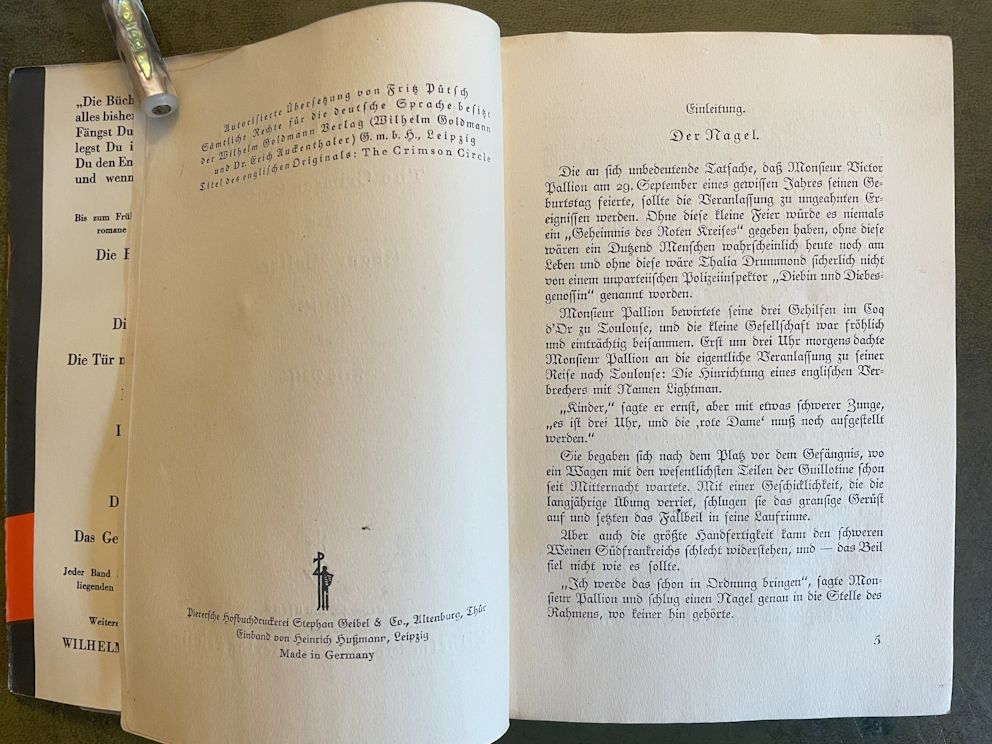 „Die Büch
alles bishe
Fängst Du
legst Du i
Du den En
und wenn
Bis zum Frü
romane
Die
Di
Die Tür
D
Das Ge
Jeder Band
liegenden
Weitere
WILHELM
Autorisierte Übersetzung von Fritz Pütsch
Sämtliche Rechte für die deutsche Sprache besitzt
der Wilhelm Goldmann Verlag (Wilhelm Goldmann
und Dr. Erich Auckenthaler) G. m. b. H., Leipzig
Titel des englischen Originals: The Crimson Circle
Pierersche Hofbuchdruckerei Stephan Geibel & Co., Altenburg, Thür
Einband von Heinrich Hußmann, Leipzig
Made in Germany
Einleitung.
Der Nagel.
Die an sich unbedeutende Tatsache, daß Monsieur Victor
Pallion am 29. September eines gewissen Jahres seinen Ge-
burtstag feierte, sollte die Veranlassung zu ungeahnten Er-
eignissen werden. Ohne diese kleine Feier würde es niemals
ein „Geheimnis des Roten Kreises“ gegeben haben, ohne diese
wären ein Dutzend Menschen wahrscheinlich heute noch am
Leben und ohne diese wäre Thalia Drummond sicherlich nicht
von einem unparteiischen Polizeiinspektor „Diebin und Diebes-
genossin“ genannt worden.
Monsieur Pallion bewirtete seine drei Gehilfen im Coq
d'Or zu Toulouse, und die kleine Gesellschaft war fröhlich
und einträchtig beisammen. Erst um drei Uhr morgens dachte
Monsieur Pallion an die eigentliche Veranlassung zu seiner
Reise nach Toulouse: Die Hinrichtung eines englischen Ver-
brechers mit Namen Lightman.
„Kinder,“ sagte er ernst, aber mit etwas schwerer Zunge,
„es ist drei Uhr, und die ‚rote Dame‘ muß noch aufgestellt
werden.“
Sie begaben sich nach dem Platz vor dem Gefängnis, wo
ein Wagen mit den wesentlichsten Teilen der Guillotine schon
seit Mitternacht wartete. Mit einer Geschicklichkeit, die die
langjährige Übung verriet, schlugen sie das grausige Gerüst
auf und setzten das Fallbeil in seine Laufrinne.
Aber auch die größte Handfertigkeit kann den schweren
Weinen Südfrankreichs schlecht widerstehen, und — das Beil
fiel nicht wie es sollte.
„Ich werde das schon in Ordnung bringen“, sagte Mon-
sieur Pallion und schlug einen Nagel genau in die Stelle des
Rahmens, wo keiner hin gehörte.
5